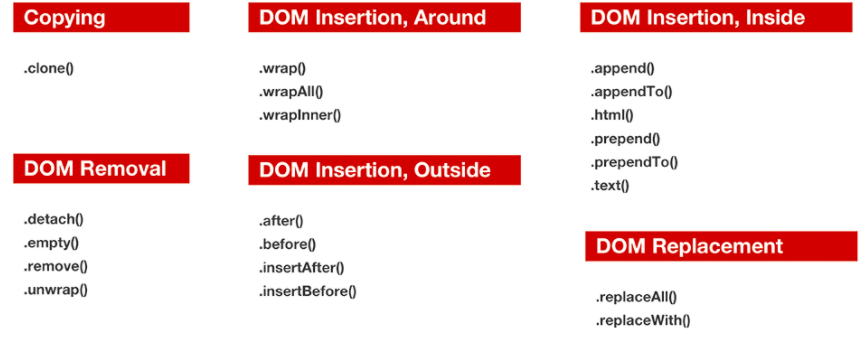 Copying
.clone()
DOM Removal
.detach()
.empty()
.remove()
.unwrap()
DOM Insertion, Around
.wrap()
.wrapAll()
.wrapInner()
DOM Insertion, Outside
.after()
.before()
.insertAfter()
.insertBefore()
DOM Insertion, Inside
.append()
.appendTo()
.html()
.prepend()
.prependTo()
.text()
DOM Replacement
.replaceAll()
.replaceWith()